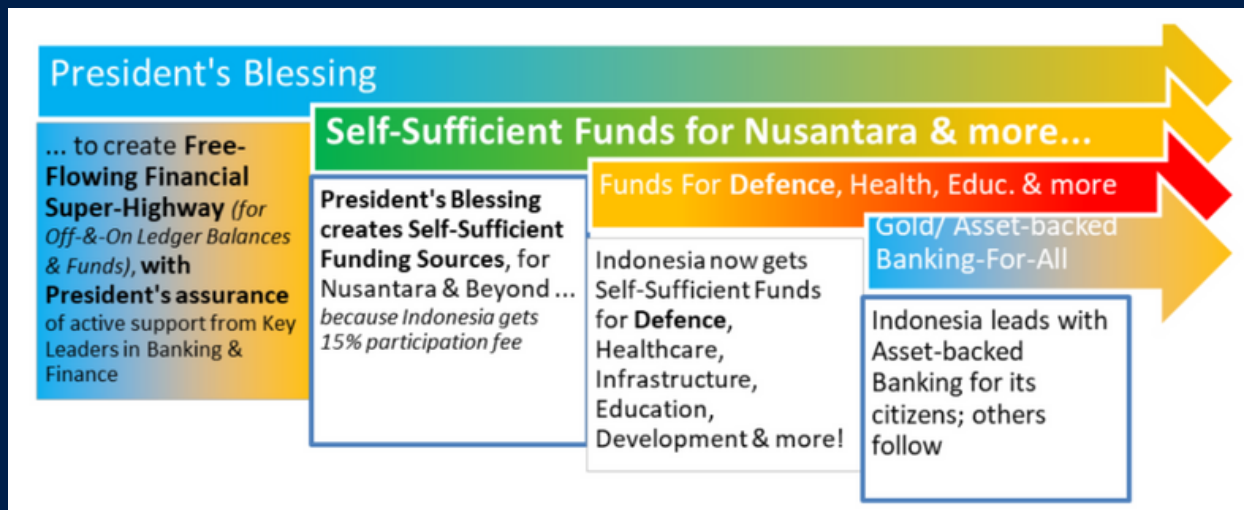 President's Blessing
... to create Free-
Flowing Financial
Super-Highway (for
Off-&-On Ledger Balances
& Funds), with
President's assurance
of active support from Key
Leaders in Banking &
Finance
Self-Sufficient Funds for Nusantara & more...
President's Blessing
creates Self-Sufficient
Funding Sources, for
Nusantara & Beyond ...
because Indonesia gets
15% participation fee
Funds For Defence, Health, Educ. & more
Indonesia now gets
Self-Sufficient Funds
for Defence,
Healthcare,
Infrastructure,
Education,
Development & more!
Gold/ Asset-backed
Banking-For-All
Indonesia leads with
Asset-backed
Banking for its
citizens; others
follow